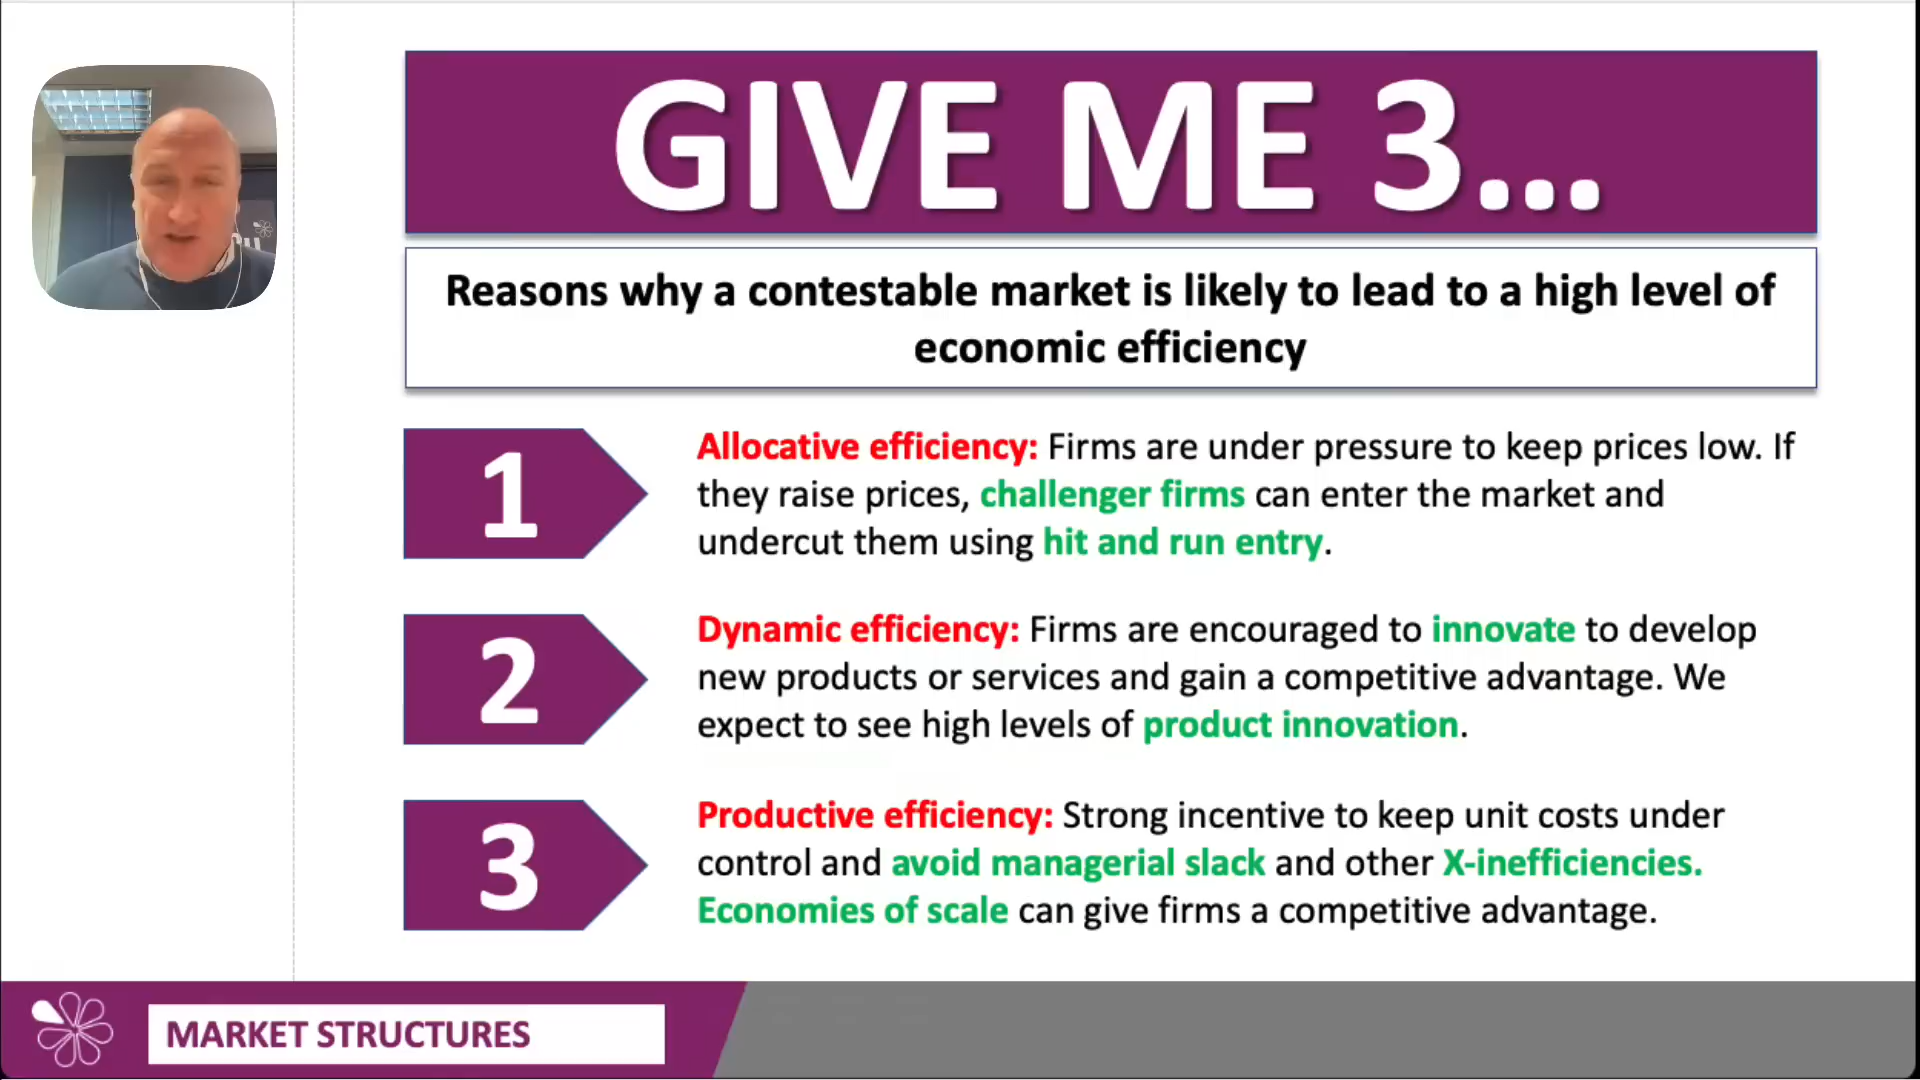 GIVE ME 3...
Reasons why a contestable market is likely to lead to a high level of
economic efficiency
1
Allocative efficiency: Firms are under pressure to keep prices low. If
they raise prices, challenger firms can enter the market and
undercut them using hit and run entry.
2
Dynamic efficiency: Firms are encouraged to innovate to develop
new products or services and gain a competitive advantage. We
expect to see high levels of product innovation.
3
Productive efficiency: Strong incentive to keep unit costs under
control and avoid managerial slack and other X-inefficiencies.
Economies of scale can give firms a competitive advantage.
MARKET STRUCTURES